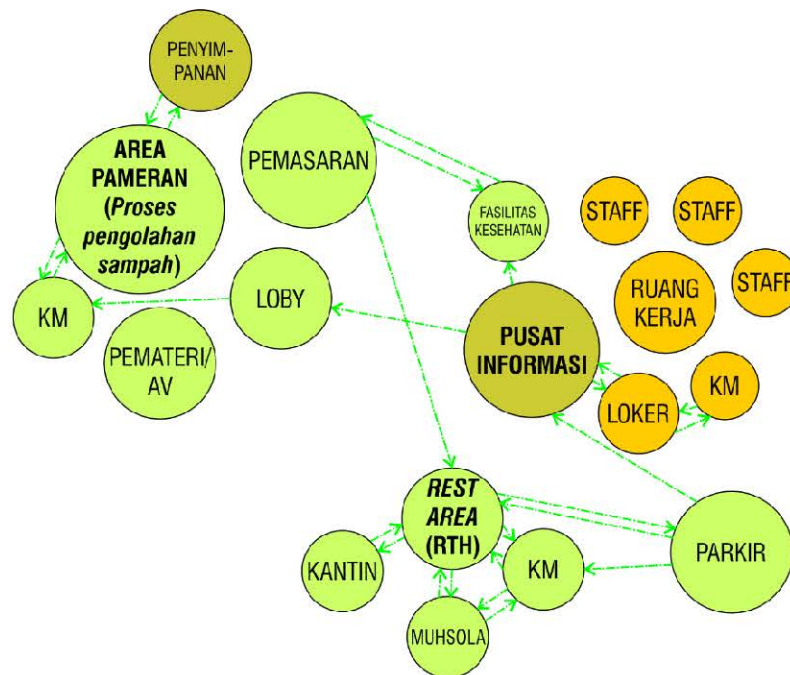 PENYIM-
PANAN
AREA
PAMERAN
(Proses
pengolahan
sampah)
PEMASARAN
FASILITAS
KESEHATAN
STAFF
STAFF
STAFF
RUANG
KERJA
KM
LOBY
PEMATERI/
AV
PUSAT
INFORMASI
LOKER
KM
REST
AREA
(RTH)
KANTIN
KM
MUHSOLA
PARKIR